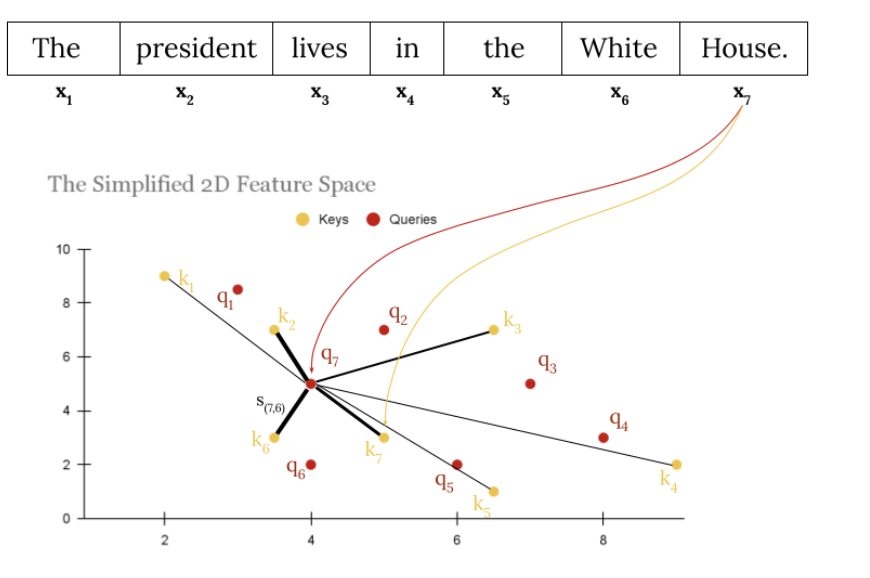 The president lives in the White House.
x1 x2 x3 x4 x5 x6 x7
The Simplified 2D Feature Space
Keys Queries
10
k1
q1
8
k2
q2
k3
6
q7
q3
4
s(7,6)
q4
k6
k7
2
q6
q5
k4
k5
0
2 4 6 8